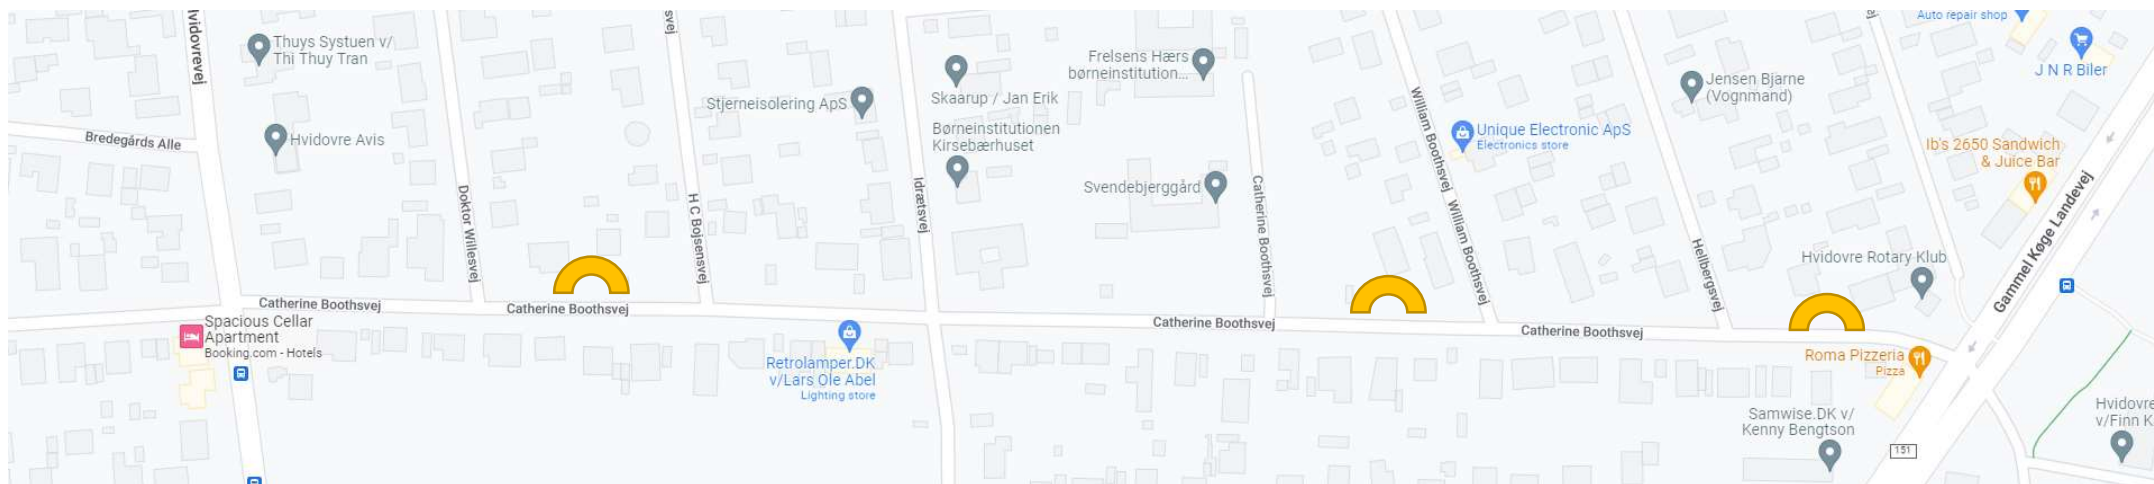 Hvidovrevej
Thuys Systuen v/
Thi Thuy Tran
Bredegårds Alle
Hvidovre Avis
Doktor Willesvej
svej
H C Bojsensvej
Stjerneisolering ApS
Idrætsvej
Skaarup / Jan Erik
Børneinstitutionen
Kirsebærhuset
Frelsens Hærs
børneinstitution...
Svendebjerggård
Catherine Boothsvej
William Boothsvej
William Boothsvej
Unique Electronic ApS
Electronics store
Jensen Bjarne
(Vognmand)
Hellbergsvej
Auto repair shop
J N R Biler
Ib's 2650 Sandwich
& Juice Bar
Gammel Køge Landevej
Hvidovre Rotary Klub
Catherine Boothsvej
Catherine Boothsvej
Catherine Boothsvej
Catherine Boothsvej
Spacious Cellar
Apartment
Booking.com - Hotels
Retrolamper.DK
v/Lars Ole Abel
Lighting store
Roma Pizzeria
Pizza
Samwise.DK v/
Kenny Bengtson
151
Hvidovre
v/Finn K